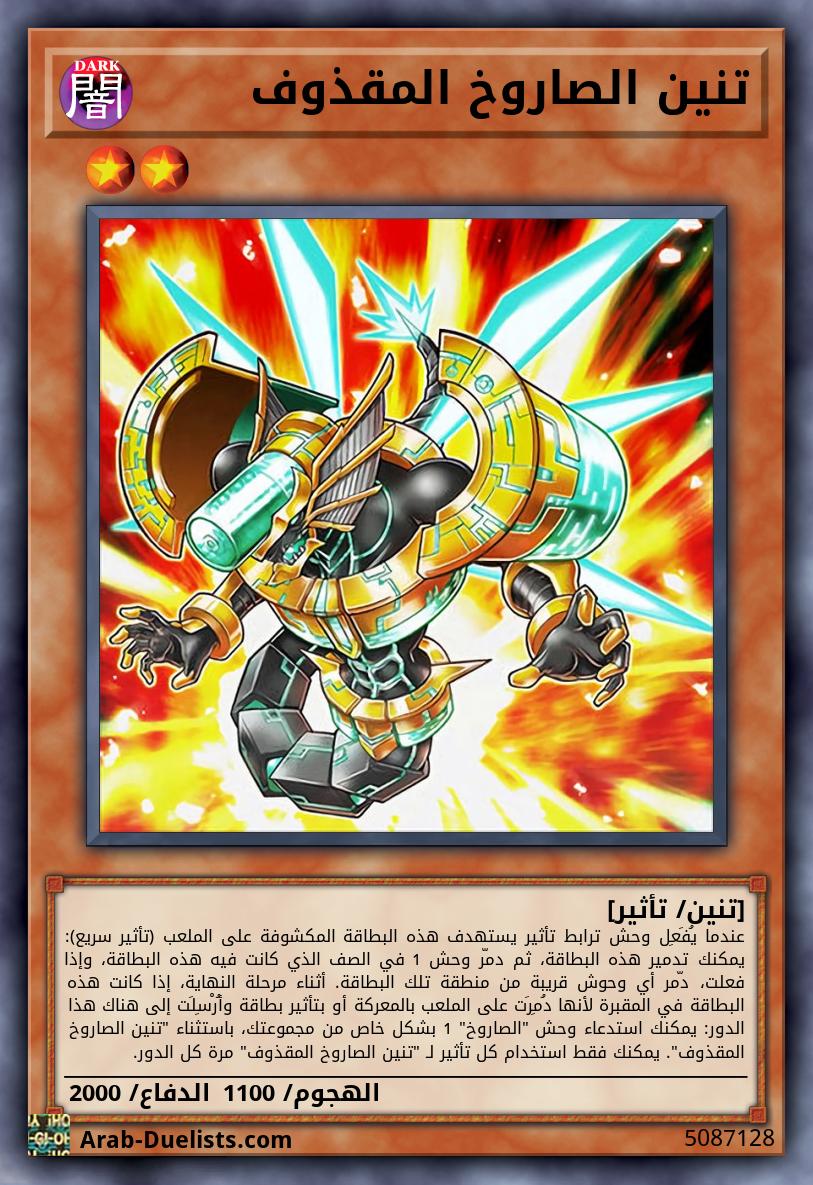 تنين الصاروخ المقذوف
DARK
闇
[تنين/ تأثير]
عندما يُفَعِل وحش ترابط تأثير يستهدف هذه البطاقة المكشوفة على الملعب (تأثير سريع):
يمكنك تدمير هذه البطاقة، ثم دمّر وحش 1 في الصف الذي كانت فيه هذه البطاقة، وإذا
فعلت، دّمر أي وحوش قريبة من منطقة تلك البطاقة. أثناء مرحلة النهاية، إذا كانت هذه
البطاقة في المقبرة لأنها دُمِرَت على الملعب بالمعركة أو بتأثير بطاقة وأُرْسِلَت إلى هناك هذا
الدور: يمكنك استدعاء وحش "الصاروخ" 1 بشكل خاص من مجموعتك، باستثناء "تنين الصاروخ
المقذوف". يمكنك فقط استخدام كل تأثير لـ "تنين الصاروخ المقذوف" مرة كل الدور.
الهجوم/ 1100 الدفاع/ 2000
Arab-Duelists.com
5087128